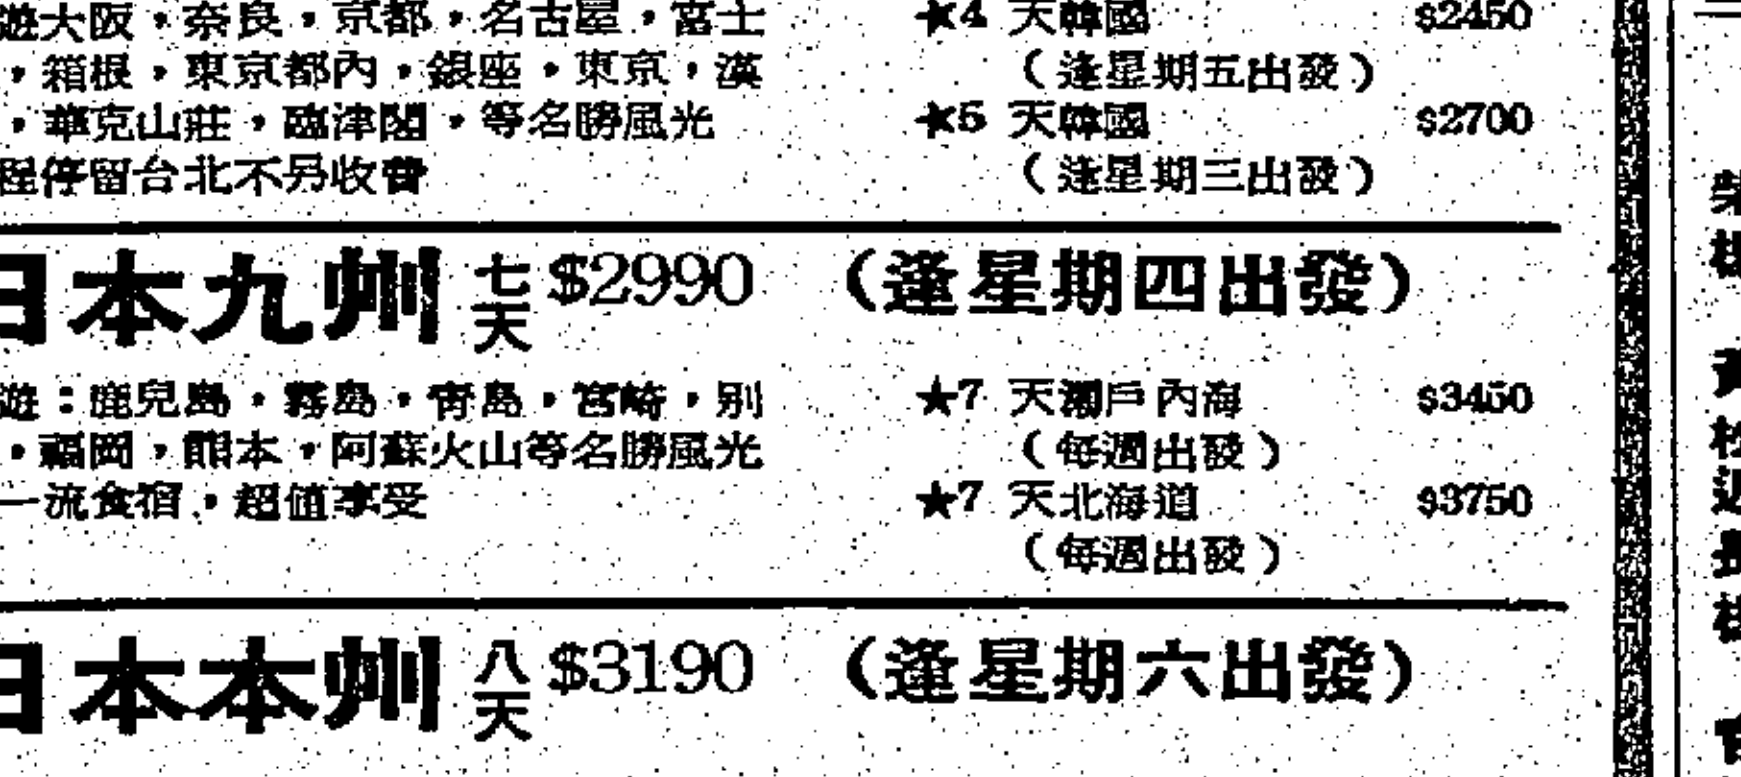 遊大阪，奈良，京都，名古屋，富士
，箱根，東京都內，銀座，東京，漢
，華克山莊，臨津閣，等名勝風光
程停留台北不另收費
★4 天韓國 $2450
（逢星期五出發）
★5 天韓國 $2700
（逢星期三出發）
日本九州 七天 $2990 （逢星期四出發）
遊：鹿兒島，霧島，青島，宮崎，别
，福岡，熊本，阿蘇火山等名勝風光
一流食宿，超值享受
★7 天瀨戶內海 $3450
（每週出發）
★7 天北海道 $3750
（每週出發）
日本本州 八天 $3190 （逢星期六出發）